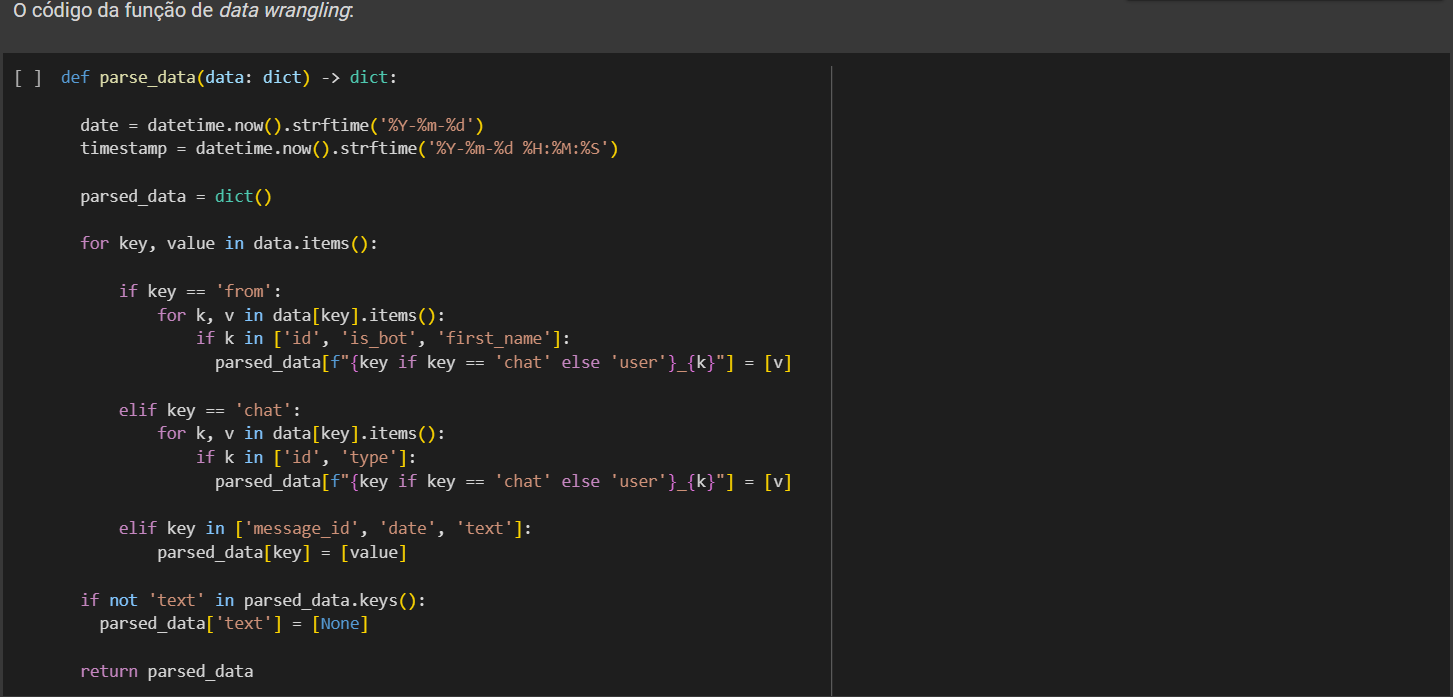 O código da função de data wrangling:
[ ] def parse_data(data: dict) -> dict:
date = datetime.now().strftime('%Y-%m-%d')
timestamp = datetime.now().strftime('%Y-%m-%d %H:%M:%S')
parsed_data = dict()
for key, value in data.items():
if key == 'from':
for k, v in data[key].items():
if k in ['id', 'is_bot', 'first_name']:
parsed_data[f"{key if key == 'chat' else 'user'}_{k}"] = [v]
elif key == 'chat':
for k, v in data[key].items():
if k in ['id', 'type']:
parsed_data[f"{key if key == 'chat' else 'user'}_{k}"] = [v]
elif key in ['message_id', 'date', 'text']:
parsed_data[key] = [value]
if not 'text' in parsed_data.keys():
parsed_data['text'] = [None]
return parsed_data